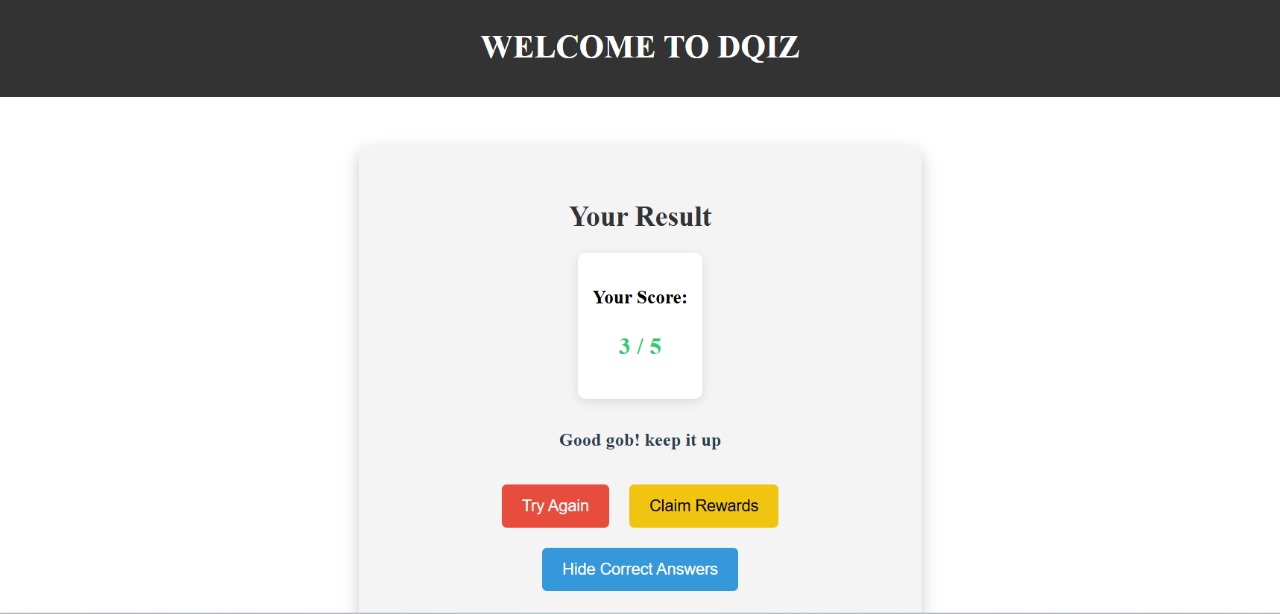 WELCOME TO DQIZ
Your Result
Your Score:
3 / 5
Good gob! keep it up
Try Again Claim Rewards
Hide Correct Answers